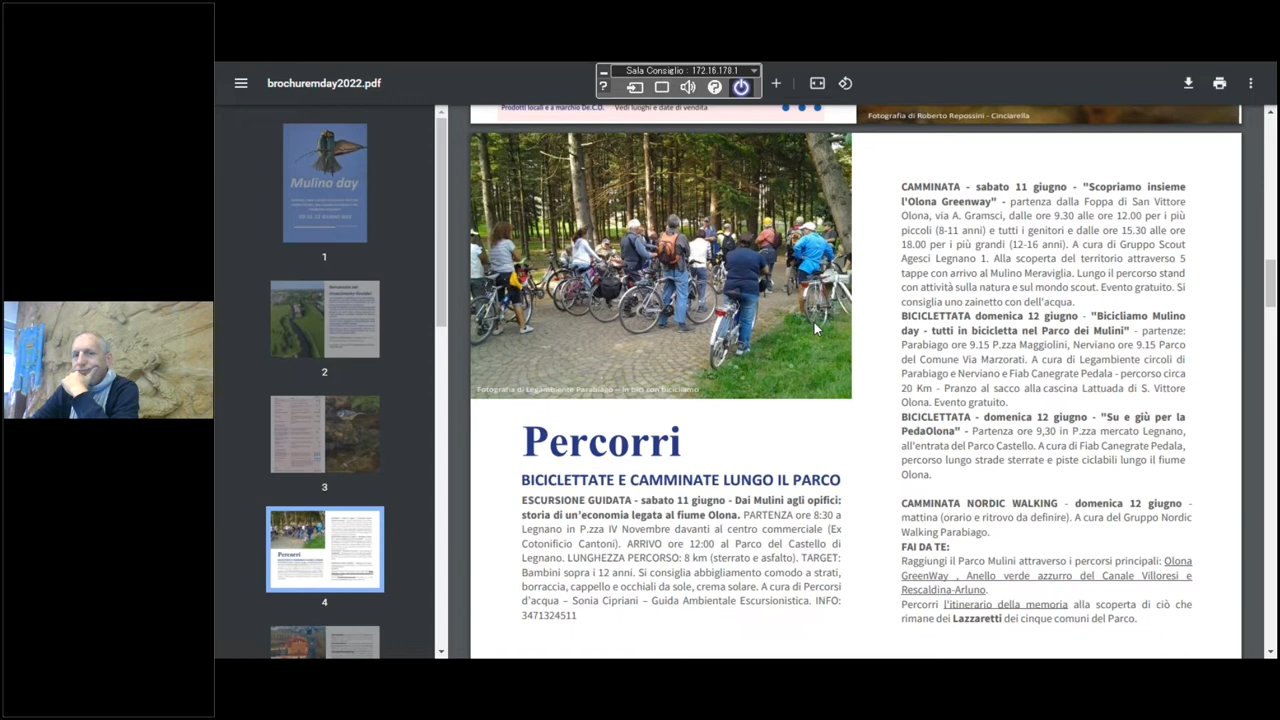 brochuremday2022.pdf
Sala Consiglio : 172.16.178.1
Prodotti locali e a marchio De.C.O. Vedi luoghi e date di vendita
Fotografia di Roberto Repossini - Cinciarella
Mulino day
1
2
3
Percorri
4
Fotografia di Legambiente Parabiago – In bici con bicipiamo
Percorri
BICICLETTATE E CAMMINATE LUNGO IL PARCO
ESCURSIONE GUIDATA - sabato 11 giugno - Dai Mulini agli opifici:
storia di un'economia legata al fiume Olona. PARTENZA ore 8:30 a
Legnano in P.zza IV Novembre davanti al centro commerciale (Ex
Cotonificio Cantoni). ARRIVO ore 12:00 al Parco del Castello di
Legnano. LUNGHEZZA PERCORSO: 8 km (sterrato e asfalto). TARGET:
Bambini sopra i 12 anni. Si consiglia abbigliamento comodo a strati,
borraccia, cappello e occhiali da sole, crema solare. A cura di Percorsi
d'acqua – Sonia Cipriani – Guida Ambientale Escursionistica. INFO:
3471324511
CAMMINATA - sabato 11 giugno - "Scopriamo insieme
l'Olona Greenway" - partenza dalla Foppa di San Vittore
Olona, via A. Gramsci, dalle ore 9.30 alle ore 12.00 per i più
piccoli (8-11 anni) e tutti i genitori e dalle ore 15.30 alle ore
18.00 per i più grandi (12-16 anni). A cura di Gruppo Scout
Agesci Legnano 1. Alla scoperta del territorio attraverso 5
tappe con arrivo al Mulino Meraviglia. Lungo il percorso stand
con attività sulla natura e sul mondo scout. Evento gratuito. Si
consiglia uno zainetto con dell'acqua.
BICICLETTATA domenica 12 giugno - "Bicicliamo Mulino
day - tutti in bicicletta nel Parco dei Mulini" - partenze:
Parabiago ore 9.15 P.zza Maggiolini, Nerviano ore 9.15 Parco
del Comune Via Marzorati. A cura di Legambiente circoli di
Parabiago e Nerviano e Fiab Canegrate Pedala - percorso circa
20 Km - Pranzo al sacco alla cascina Lattuada di S. Vittore
Olona. Evento gratuito.
BICICLETTATA - domenica 12 giugno - "Su e giù per la
PedaOlona" - Partenza ore 9,30 in P.zza mercato Legnano,
all'entrata del Parco Castello. A cura di Fiab Canegrate Pedala,
percorso lungo strade sterrate e piste ciclabili lungo il fiume
Olona.
CAMMINATA NORDIC WALKING - domenica 12 giugno -
mattina (orario e ritrovo da definire). A cura del Gruppo Nordic
Walking Parabiago.
FAI DA TE:
Raggiungi il Parco Mulini attraverso i percorsi principali: Olona
GreenWay , Anello verde azzurro del Canale Villoresi e
Rescaldina-Arluno.
Percorri l'itinerario della memoria alla scoperta di ciò che
rimane dei Lazzaretti dei cinque comuni del Parco.